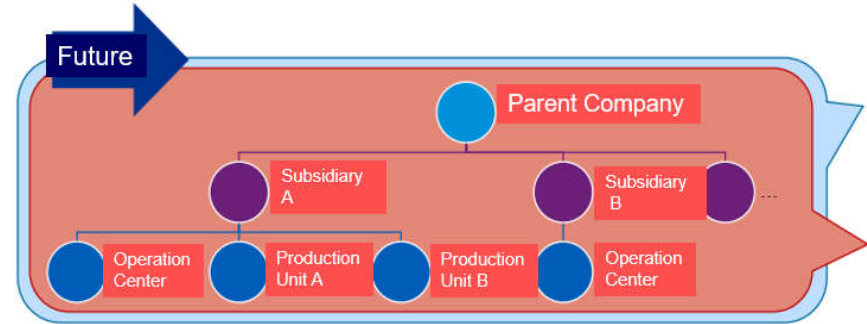 Future
Parent Company
Subsidiary
A
Subsidiary
B
...
Operation
Center
Production
Unit A
Production
Unit B
Operation
Center